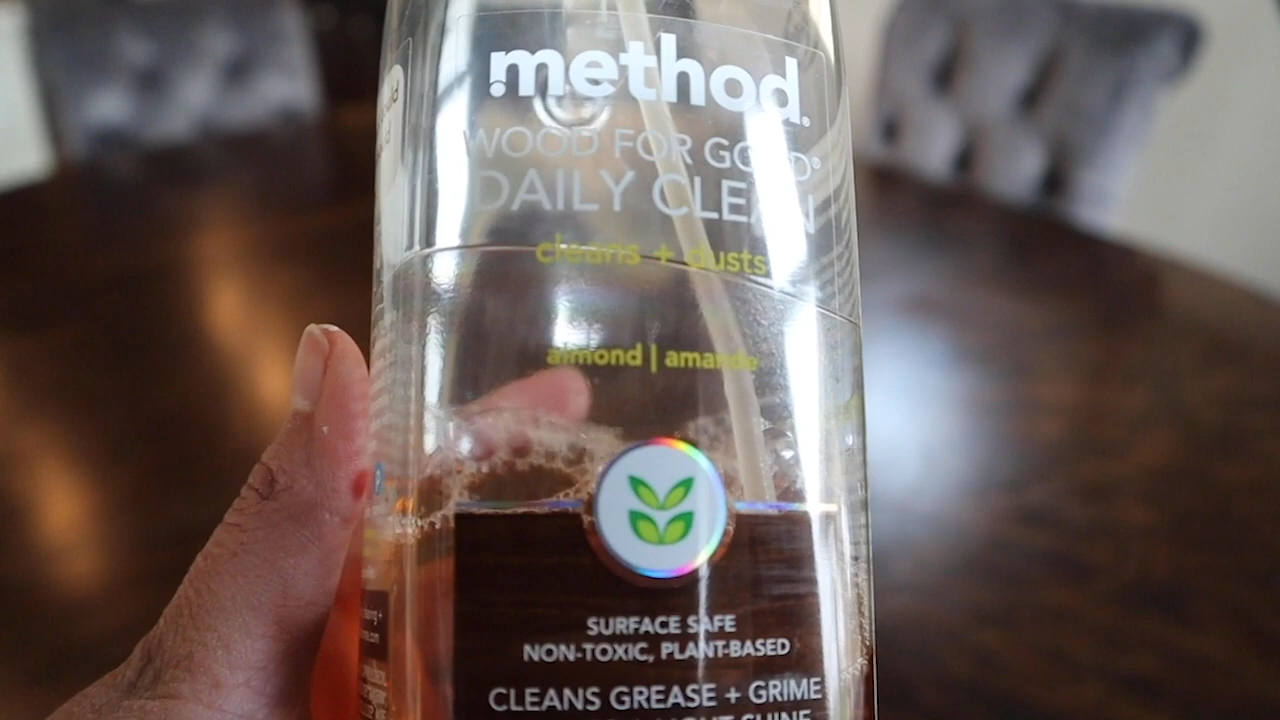 method®
WOOD FOR GOOD®
DAILY CLEAN
cleans + dusts
almond | amande
SURFACE SAFE
NON-TOXIC, PLANT-BASED
CLEANS GREASE + GRIME
SHINE